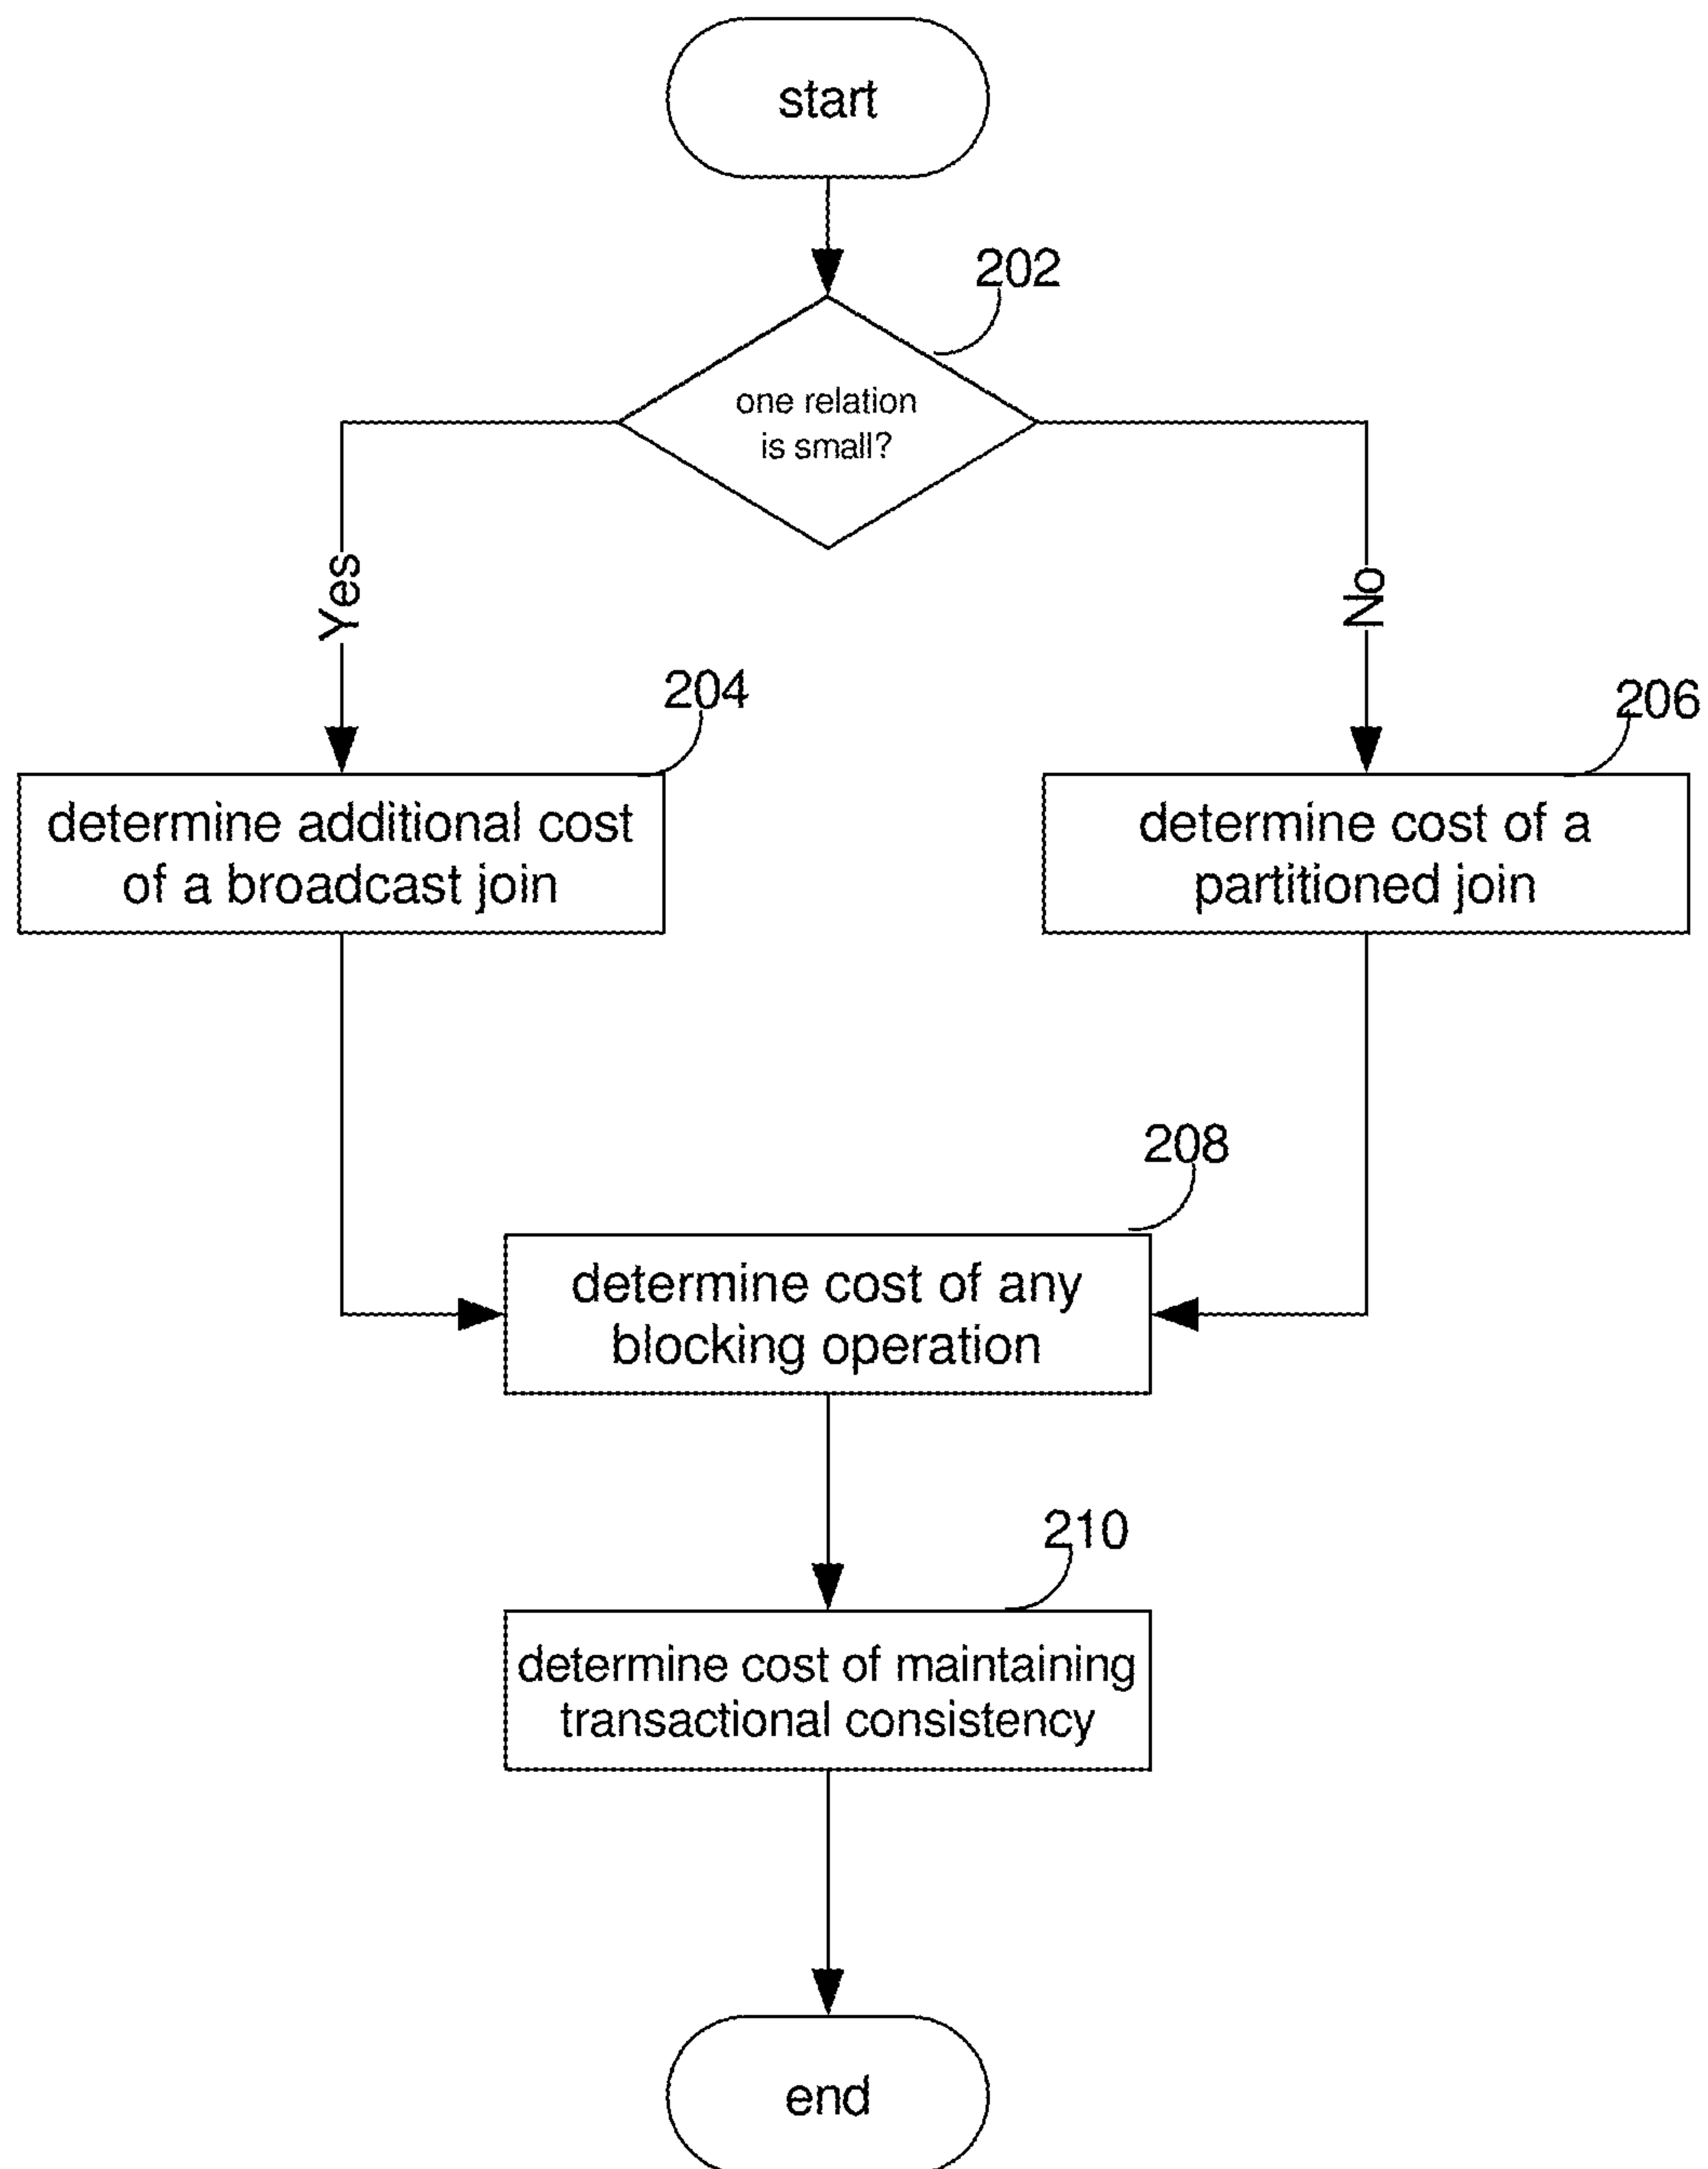 start
202
one relation
is small?
Yes
No
204
206
determine additional cost
of a broadcast join
determine cost of a
partitioned join
208
determine cost of any
blocking operation
210
determine cost of maintaining
transactional consistency
end